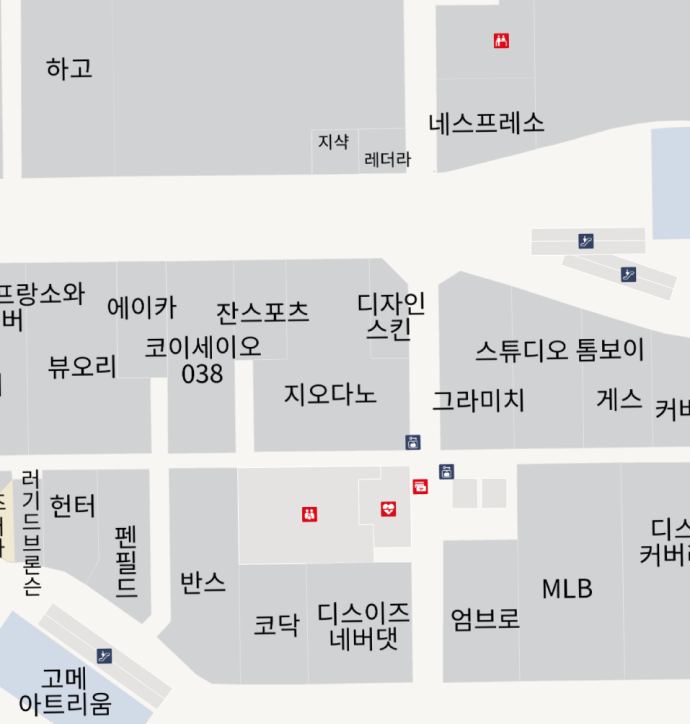 하고
지샥
레더라
네스프레소
프랑소와
버
에이카
잔스포츠
디자인
스킨
코이세이오
038
뷰오리
지오다노
스튜디오 톰보이
그라미치
게스
커버
러기드브론슨
헌터
펜필드
반스
코닥
디스이즈
네버댓
엄브로
MLB
디스
커버리
고메
아트리움